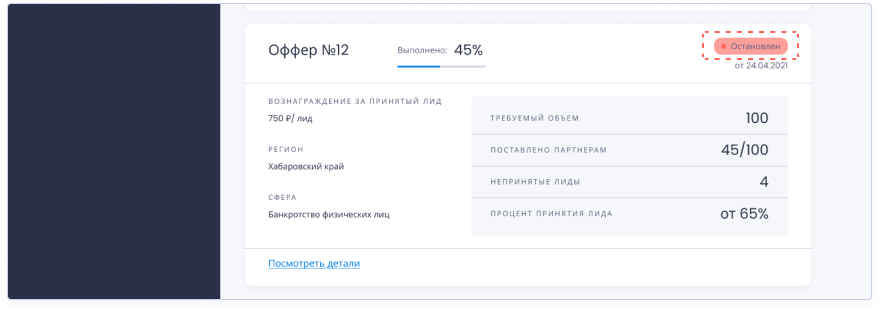 Оффер №12
Выполнено: 45%
Остановлен
от 24.04.2021
ВОЗНАГРАЖДЕНИЕ ЗА ПРИНЯТЫЙ ЛИД
750 ₽/ лид
РЕГИОН
Хабаровский край
СФЕРА
Банкротство физических лиц
ТРЕБУЕМЫЙ ОБЪЕМ 100
ПОСТАВЛЕНО ПАРТНЕРАМ 45/100
НЕПРИНЯТЫЕ ЛИДЫ 4
ПРОЦЕНТ ПРИНЯТИЯ ЛИДА от 65%
Посмотреть детали